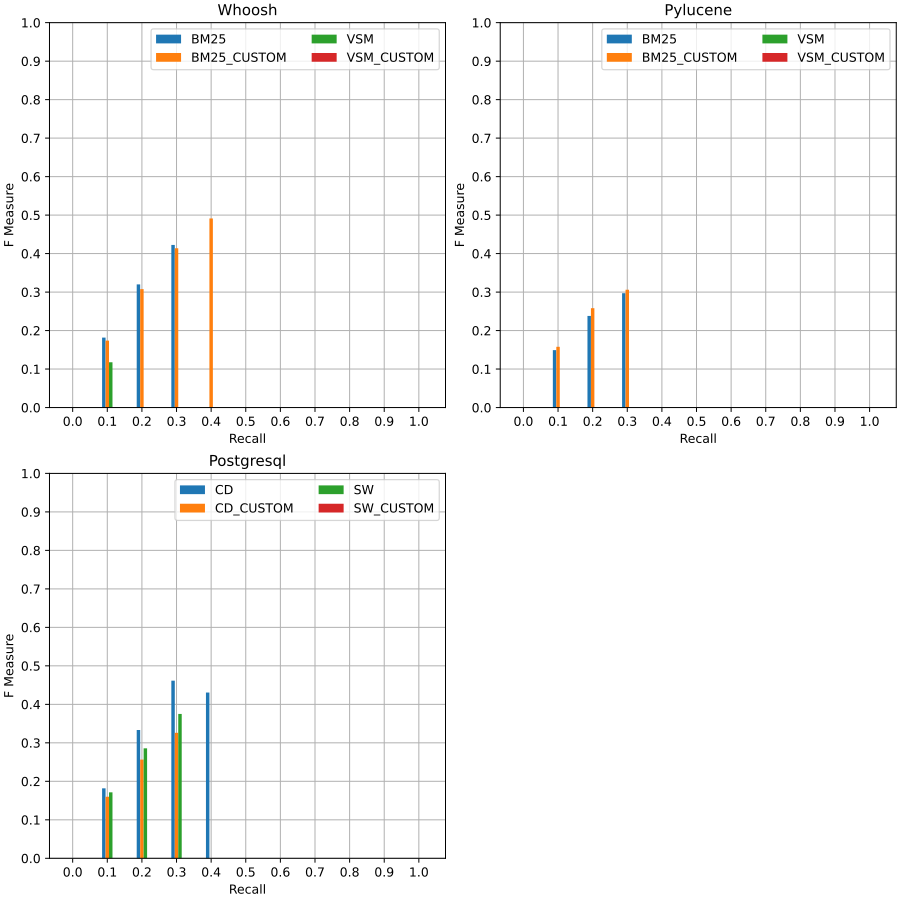 Whoosh
1.0
0.9
0.8
0.7
0.6
0.5
0.4
0.3
0.2
0.1
0.0
F Measure
BM25 VSM
BM25_CUSTOM VSM_CUSTOM
0.0 0.1 0.2 0.3 0.4 0.5 0.6 0.7 0.8 0.9 1.0
Recall
Pylucene
1.0
0.9
0.8
0.7
0.6
0.5
0.4
0.3
0.2
0.1
0.0
F Measure
BM25 VSM
BM25_CUSTOM VSM_CUSTOM
0.0 0.1 0.2 0.3 0.4 0.5 0.6 0.7 0.8 0.9 1.0
Recall
Postgresql
1.0
0.9
0.8
0.7
0.6
0.5
0.4
0.3
0.2
0.1
0.0
F Measure
CD SW
CD_CUSTOM SW_CUSTOM
0.0 0.1 0.2 0.3 0.4 0.5 0.6 0.7 0.8 0.9 1.0
Recall